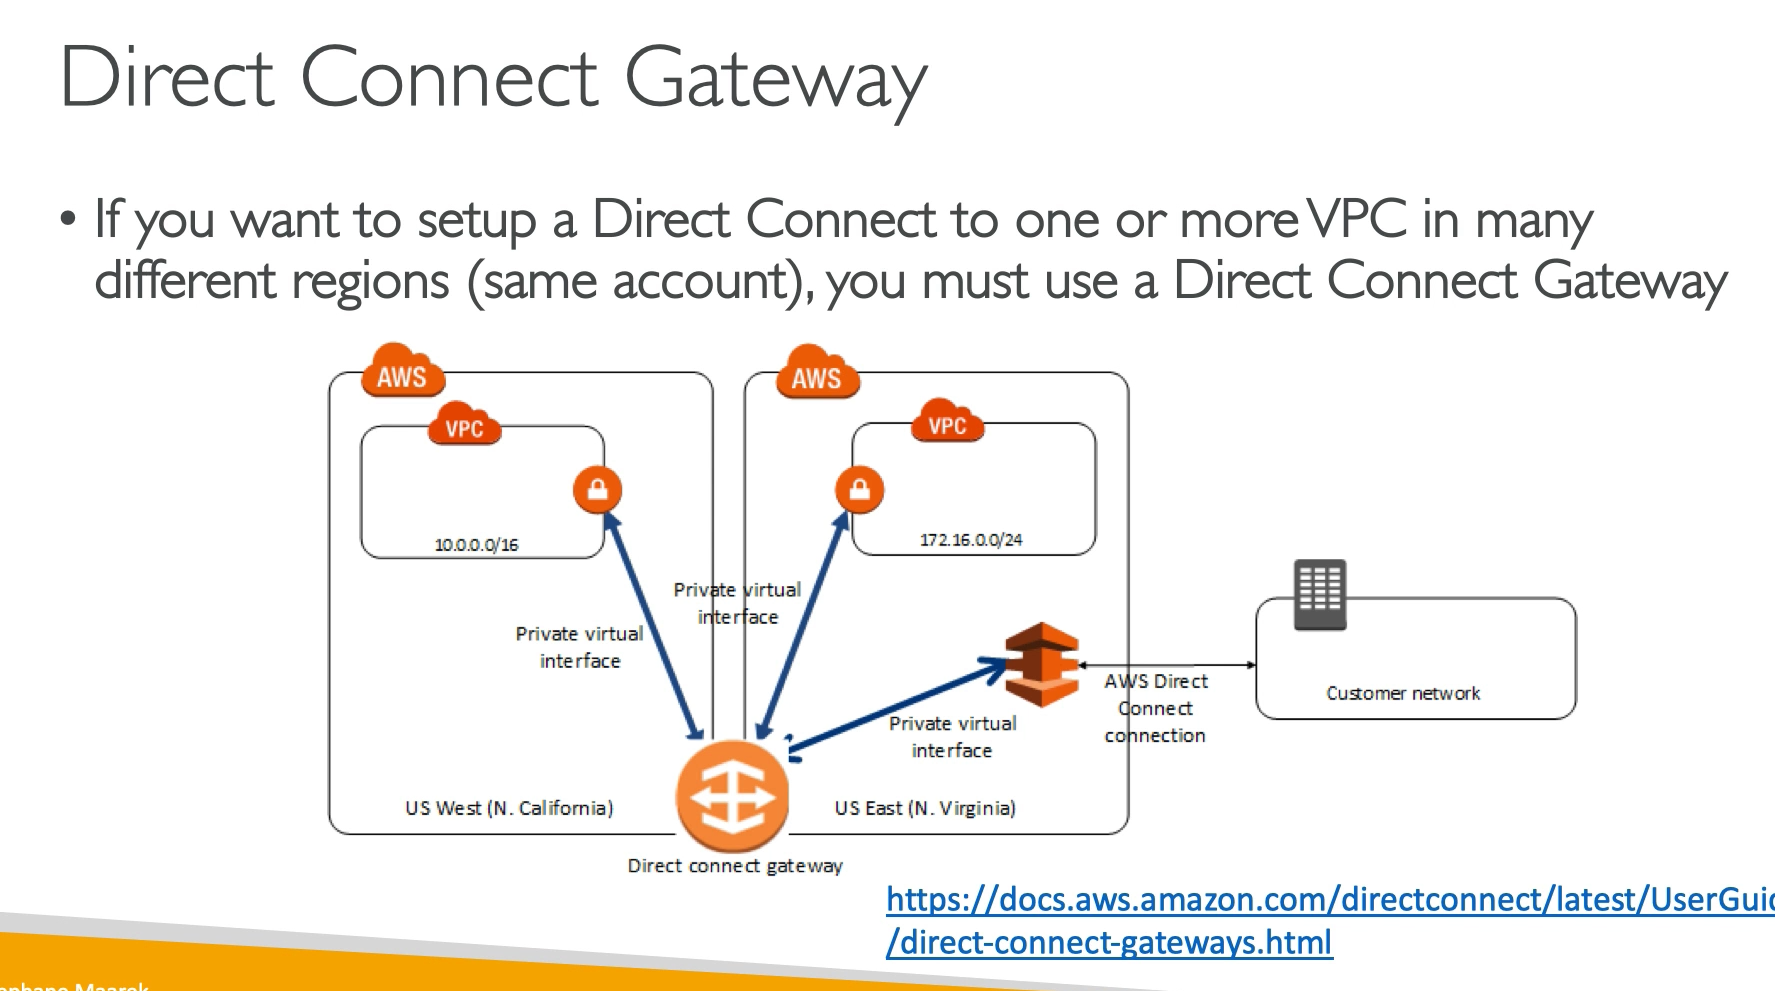 Direct Connect Gateway
• If you want to setup a Direct Connect to one or more VPC in many
different regions (same account), you must use a Direct Connect Gateway
AWS
AWS
VPC
VPC
10.0.0.0/16
172.16.0.0/24
Private virtual
interface
Private virtual
interface
Private virtual
interface
AWS Direct
Connect
connection
Customer network
US West (N. California)
US East (N. Virginia)
Direct connect gateway
https://docs.aws.amazon.com/directconnect/latest/UserGuid
/direct-connect-gateways.html